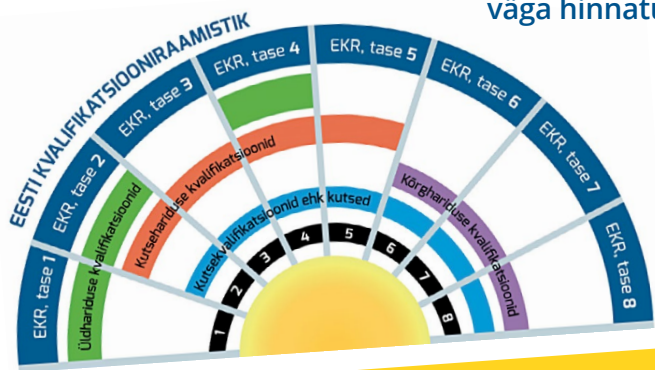 väga hinnatu
EESTI KVALIFIKATSIOONIRAAMISTIK
EKR, tase 1
EKR, tase 2
EKR, tase 3
EKR, tase 4
EKR, tase 5
EKR, tase 6
EKR, tase 7
EKR, tase 8
Üldhariduse kvalifikatsioonid
Kutsehariduse kvalifikatsioonid
Kutsekvalifikatsioonid ehk kutsed
Kõrghariduse kvalifikatsioonid
1
2
3
4
5
6
7
8